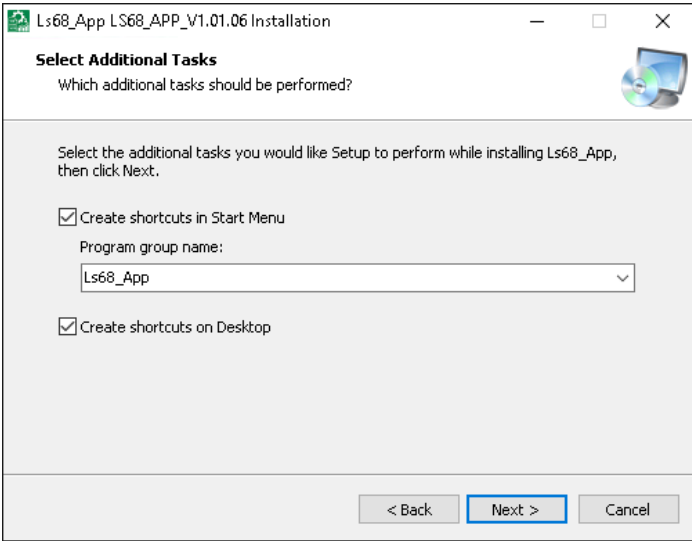 Ls68_App LS68_APP_V1.01.06 Installation
Select Additional Tasks
Which additional tasks should be performed?
Select the additional tasks you would like Setup to perform while installing Ls68_App,
then click Next.
Create shortcuts in Start Menu
Program group name:
Ls68_App
Create shortcuts on Desktop
< Back
Next >
Cancel